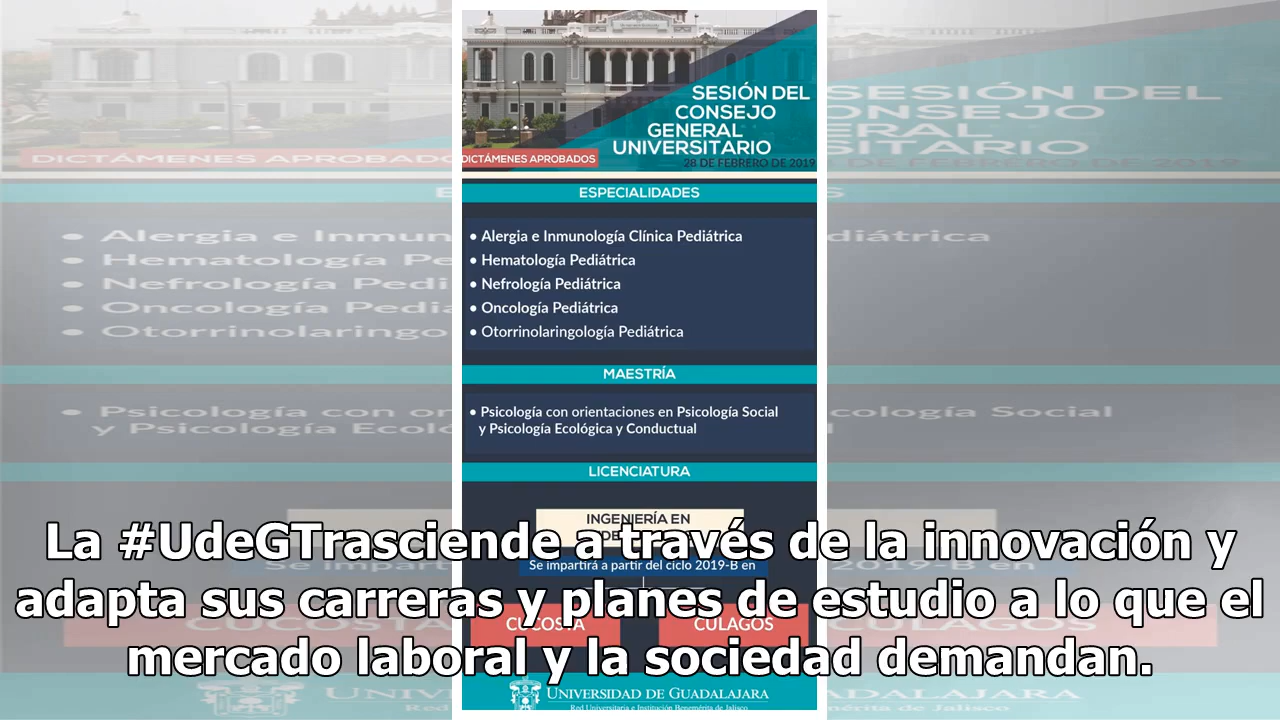 SESIÓN DEL
CONSEJO
GENERAL
UNIVERSITARIO
DICTÁMENES APROBADOS
28 DE FEBRERO DE 2019
ESPECIALIDADES
• Alergia e Inmunología Clínica Pediátrica
• Hematología Pediátrica
• Nefrología Pediátrica
• Oncología Pediátrica
• Otorrinolaringología Pediátrica
MAESTRÍA
• Psicología con orientaciones en Psicología Social
y Psicología Ecológica y Conductual
LICENCIATURA
INGENIERÍA EN
Se impartirá a partir del ciclo 2019-B en
CUCOSTA
CULAGOS
La #UdeGTrasciende a través de la innovación y
adapta sus carreras y planes de estudio a lo que el
mercado laboral y la sociedad demandan.
UNIVERSIDAD DE GUADALAJARA
Red Universitaria e Institución Benemérita de Jalisco